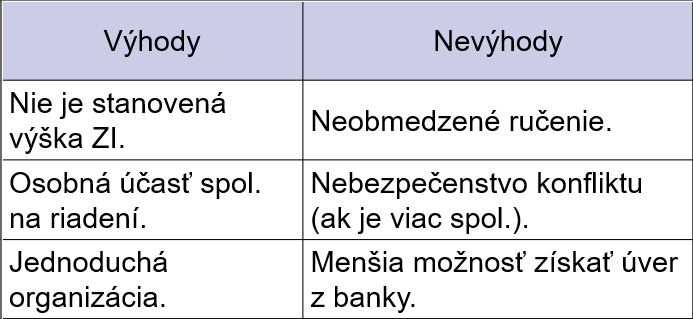 Výhody
Nevýhody
Nie je stanovená
výška ZI.
Neobmedzené ručenie.
Osobná účasť spol.
na riadení.
Nebezpečenstvo konfliktu
(ak je viac spol.).
Jednoduchá
organizácia.
Menšia možnosť získať úver
z banky.